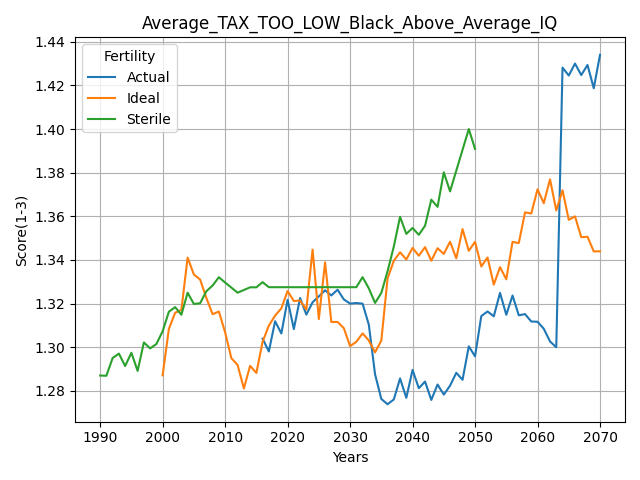 Average_TAX_TOO_LOW_Black_Above_Average_IQ
Fertility
Actual
Ideal
Sterile
Score(1-3)
1.44
1.42
1.40
1.38
1.36
1.34
1.32
1.30
1.28
1990 2000 2010 2020 2030 2040 2050 2060 2070
Years